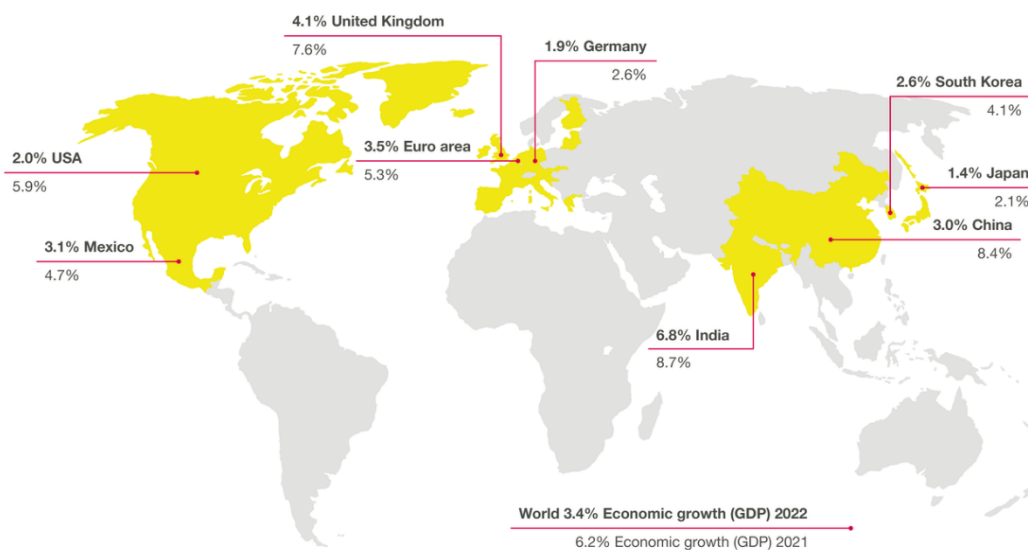 4.1% United Kingdom
7.6%
1.9% Germany
2.6%
2.6% South Korea
4.1%
2.0% USA
5.9%
3.5% Euro area
5.3%
1.4% Japan
2.1%
3.1% Mexico
4.7%
3.0% China
8.4%
6.8% India
8.7%
World 3.4% Economic growth (GDP) 2022
6.2% Economic growth (GDP) 2021